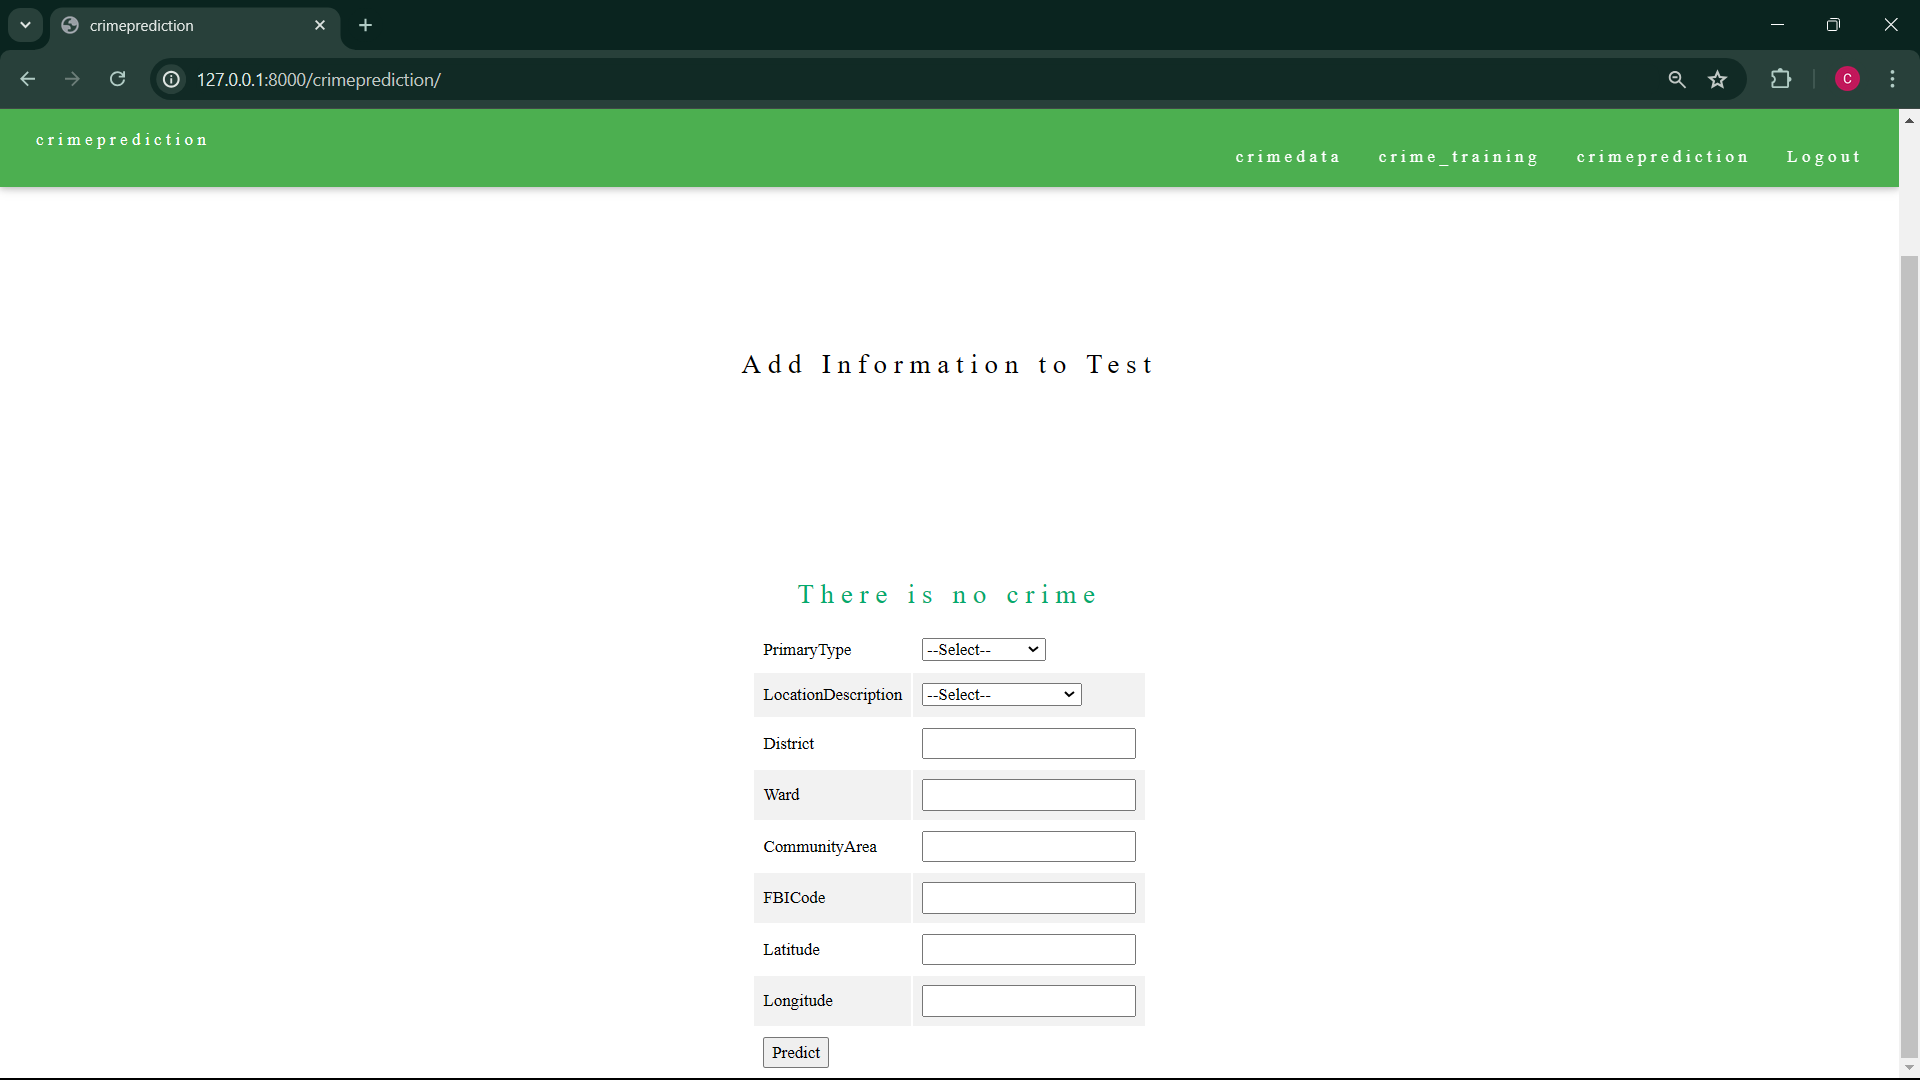 crimeprediction
127.0.0.1:8000/crimeprediction/
C
crimeprediction
crimedata crime_training crimeprediction Logout
Add Information to Test
There is no crime
PrimaryType --Select--
LocationDescription --Select--
District
Ward
CommunityArea
FBICode
Latitude
Longitude
Predict